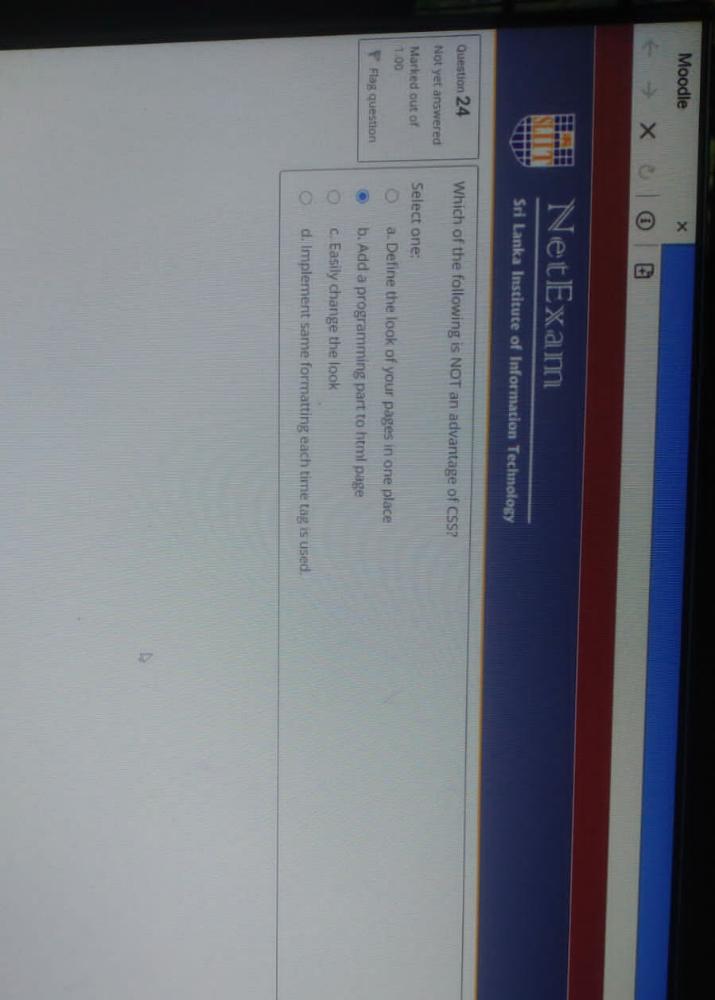 Moodle
NetExam
SLIIT
Sri Lanka Institute of Information Technology
Question 24
Not yet answered
Marked out of
1.00
Flag question
Which of the following is NOT an advantage of CSS?
Select one:
a. Define the look of your pages in one place
b. Add a programming part to html page
c. Easily change the look
d. Implement same formatting each time tag is used.